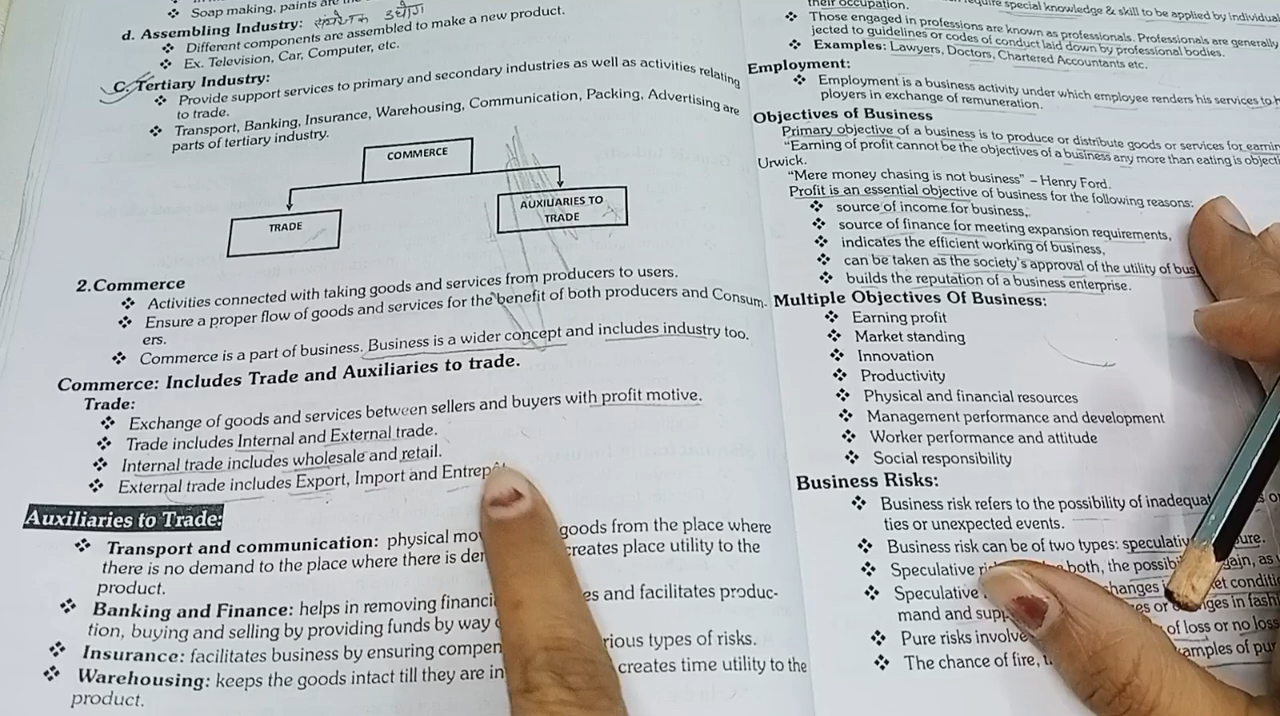 Soap making, paints are
d. Assembling Industry:
Different components are assembled to make a new product.
Ex. Television, Car, Computer, etc.
C. Tertiary Industry:
Provide support services to primary and secondary industries as well as activities relating
to trade.
Transport, Banking, Insurance, Warehousing, Communication, Packing, Advertising are
parts of tertiary industry.
COMMERCE
TRADE
AUXILIARIES TO
TRADE
2.Commerce
Activities connected with taking goods and services from producers to users.
Ensure a proper flow of goods and services for the benefit of both producers and Consum-
ers.
Commerce is a part of business. Business is a wider concept and includes industry too.
Commerce: Includes Trade and Auxiliaries to trade.
Trade:
Exchange of goods and services between sellers and buyers with profit motive.
Trade includes Internal and External trade.
Internal trade includes wholesale and retail.
External trade includes Export, Import and
Auxiliaries to Trade:
Transport and communication: physical goods from the place where
there is no demand to the place where there is creates place utility to the
product.
Banking and Finance: helps in removing and facilitates produc-
tion, buying and selling by providing funds by way
Insurance: facilitates business by ensuring types of risks.
Warehousing: keeps the goods intact till they are in creates time utility to the
product.
their occupation.
special knowledge & skill to be applied by
Those engaged in professions are known as professionals. Professionals are generally
jected to guidelines or codes of conduct laid down by professional bodies.
Examples: Lawyers, Doctors, Chartered Accountants etc.
Employment:
Employment is a business activity under which employee renders his services to
ployers in exchange of remuneration.
Objectives of Business
Primary objective of a business is to produce or distribute goods or services for
"Earning of profit cannot be the objectives of a business any more than eating is
Urwick.
"Mere money chasing is not business" – Henry Ford.
Profit is an essential objective of business for the following reasons:
source of income for business,
source of finance for meeting expansion requirements,
indicates the efficient working of business,
can be taken as the society's approval of the utility of
builds the reputation of a business enterprise.
Multiple Objectives Of Business:
Earning profit
Market standing
Innovation
Productivity
Physical and financial resources
Management performance and development
Worker performance and attitude
Social responsibility
Business Risks:
Business risk refers to the possibility of
ties or unexpected events.
Business risk can be of two types:
Speculative both, the gain, as
Speculative
mand and or in
Pure risks of loss or no loss
The chance of fire, of